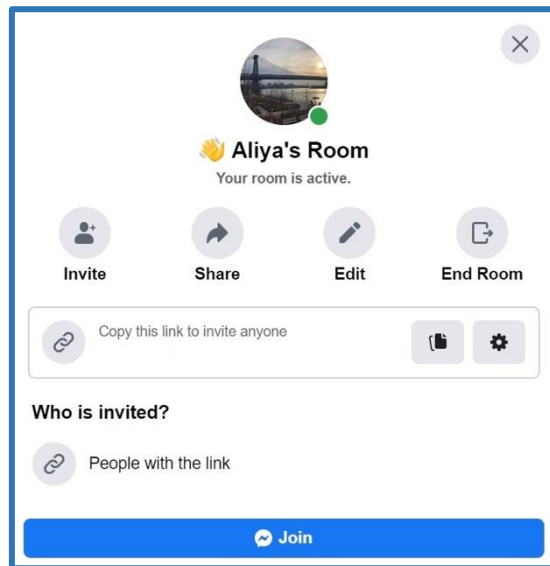 👋 Aliya's Room
Your room is active.
Invite Share Edit End Room
Copy this link to invite anyone
Who is invited?
People with the link
Join